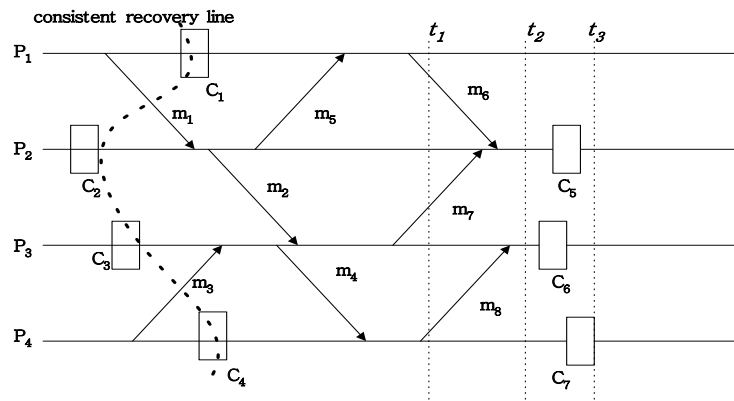 consistent recovery line
t1 t2 t3
P1
C1
m1 m5 m6
P2
C2 C5
m2 m7
P3
C3 m3 m4 C6
m8
P4
C4 C7